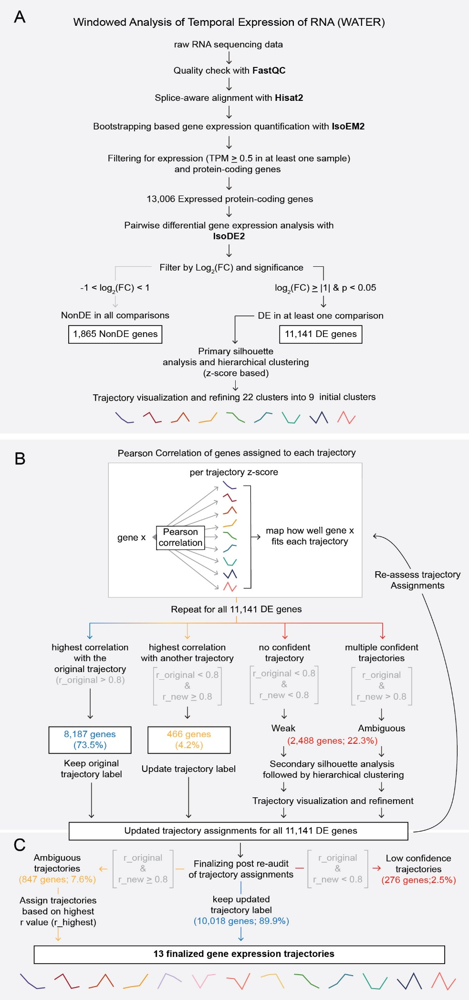 A
Windowed Analysis of Temporal Expression of RNA (WATER)
raw RNA sequencing data
Quality check with FastQC
Splice-aware alignment with Hisat2
Bootstrapping based gene expression quantification with IsoEM2
Filtering for expression (TPM ≥ 0.5 in at least one sample)
and protein-coding genes
13,006 Expressed protein-coding genes
Pairwise differential gene expression analysis with
IsoDE2
Filter by Log₂(FC) and significance
-1 < log₂(FC) < 1
log₂(FC) ≥ |1| & p < 0.05
NonDE in all comparisons
DE in at least one comparison
1,865 NonDE genes
11,141 DE genes
Primary silhouette
analysis and hierarchical clustering
(z-score based)
Trajectory visualization and refining 22 clusters into 9 initial clusters
B
Pearson Correlation of genes assigned to each trajectory
per trajectory z-score
gene x
Pearson
correlation
map how well gene x
fits each trajectory
Re-assess trajectory
Assignments
Repeat for all 11,141 DE genes
highest correlation
with the
original trajectory
(r_original > 0.8)
highest correlation
with another trajectory
r_original < 0.8
&
r_new ≥ 0.8
no confident
trajectory
r_original < 0.8
&
r_new < 0.8
multiple confident
trajectories
r_original
&
r_new > 0.8
8,187 genes
(73.5%)
466 genes
(4.2%)
Weak
Ambiguous
(2,488 genes; 22.3%)
Keep original
trajectory label
Update trajectory label
Secondary silhouette analysis
followed by hierarchical clustering
Trajectory visualization and refinement
Updated trajectory assignments for all 11,141 DE genes
C
Ambiguous
trajectories
(847 genes; 7.6%)
r_original
&
r_new ≥ 0.8
Finalizing post re-audit
of trajectory assignments
r_original
&
r_new < 0.8
Low confidence
trajectories
(276 genes;2.5%)
Assign trajectories
based on highest
r value (r_highest)
keep updated
trajectory label
(10,018 genes; 89.9%)
13 finalized gene expression trajectories